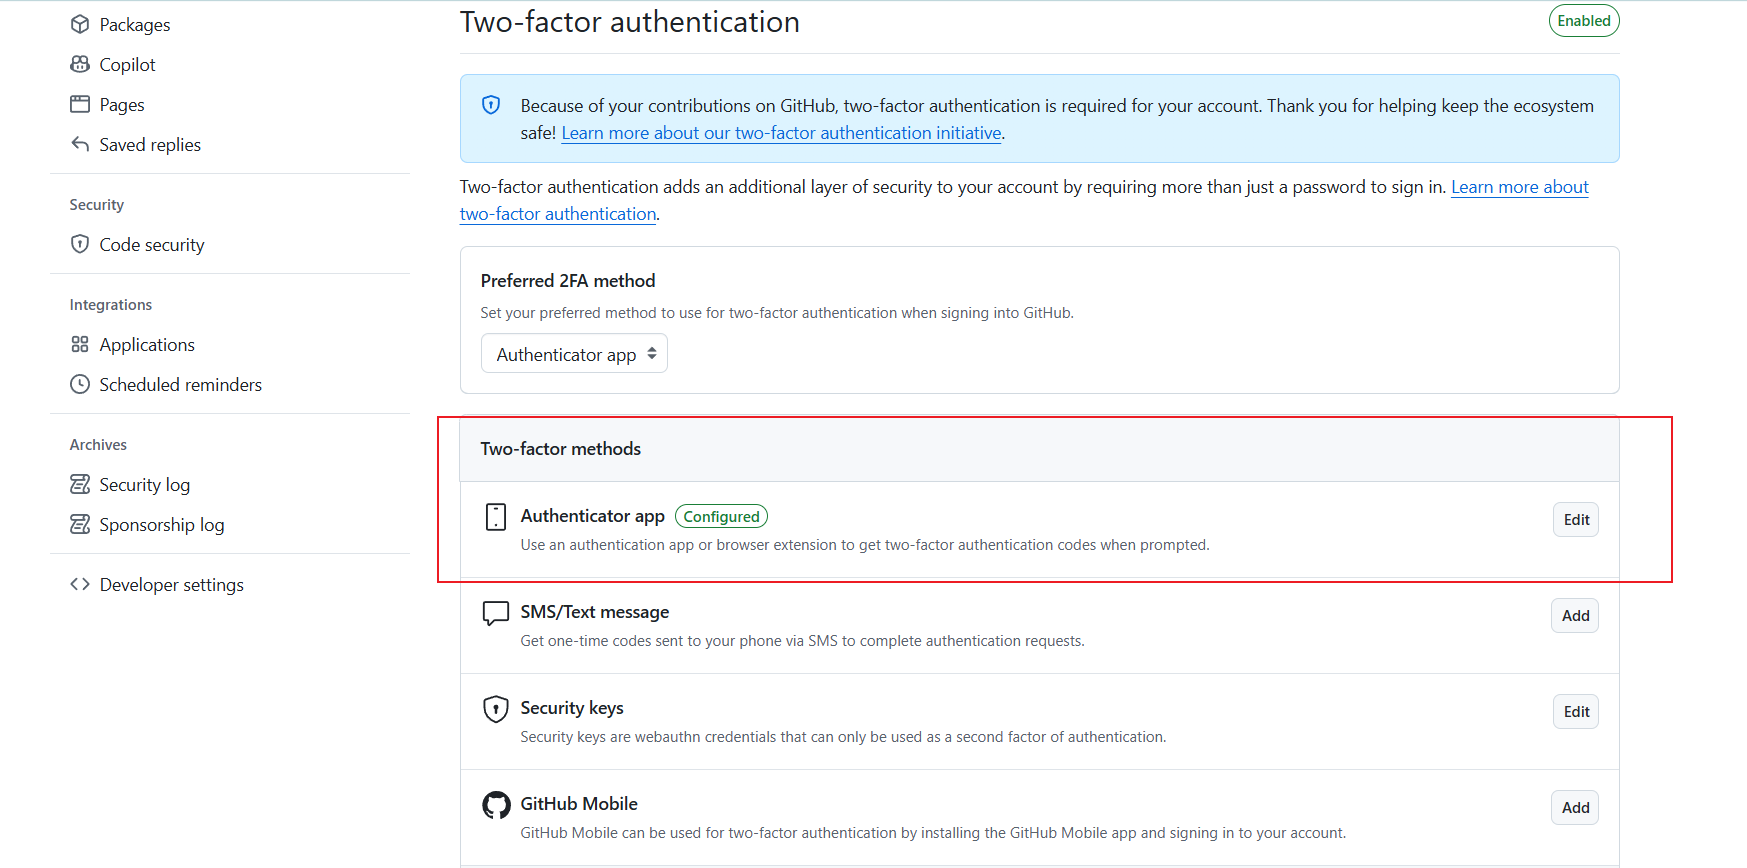 Packages
Copilot
Pages
Saved replies
Security
Code security
Integrations
Applications
Scheduled reminders
Archives
Security log
Sponsorship log
Developer settings
Two-factor authentication
Enabled
Because of your contributions on GitHub, two-factor authentication is required for your account. Thank you for helping keep the ecosystem
safe! Learn more about our two-factor authentication initiative.
Two-factor authentication adds an additional layer of security to your account by requiring more than just a password to sign in. Learn more about
two-factor authentication.
Preferred 2FA method
Set your preferred method to use for two-factor authentication when signing into GitHub.
Authenticator app
Two-factor methods
Authenticator app Configured
Use an authentication app or browser extension to get two-factor authentication codes when prompted.
Edit
SMS/Text message
Get one-time codes sent to your phone via SMS to complete authentication requests.
Add
Security keys
Security keys are webauthn credentials that can only be used as a second factor of authentication.
Edit
GitHub Mobile
GitHub Mobile can be used for two-factor authentication by installing the GitHub Mobile app and signing in to your account.
Add